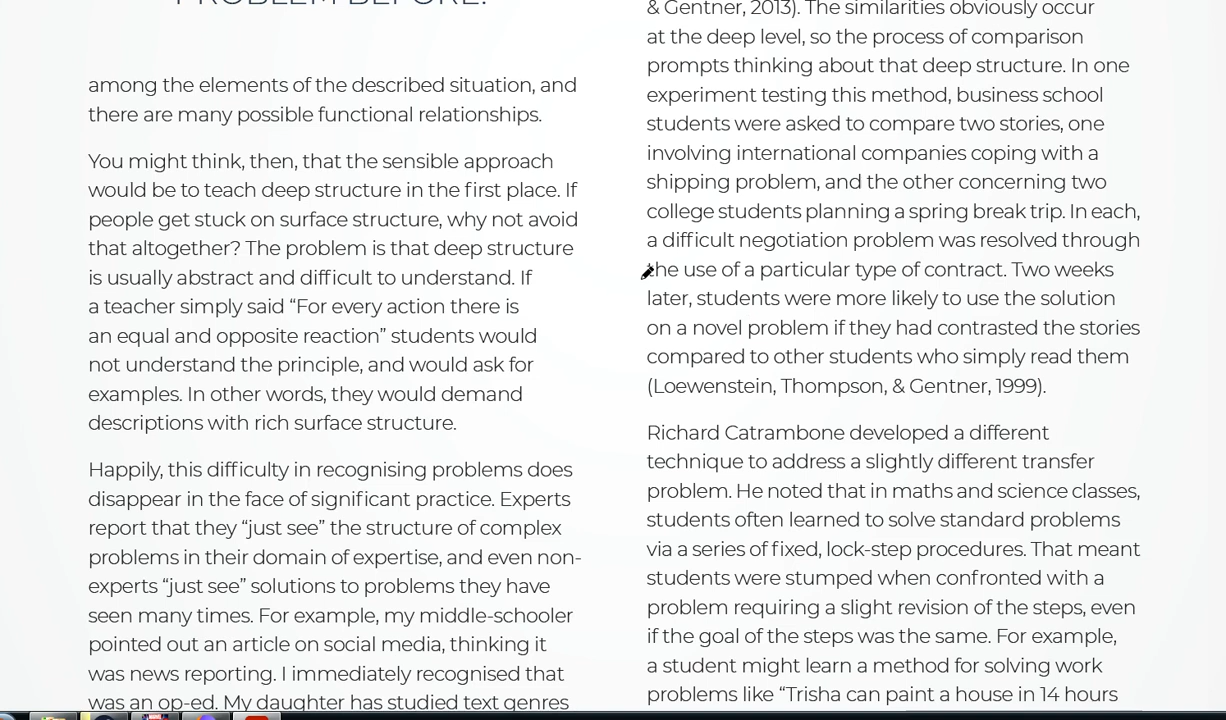 PROBLEM BEFORE?
among the elements of the described situation, and
there are many possible functional relationships.
You might think, then, that the sensible approach
would be to teach deep structure in the first place. If
people get stuck on surface structure, why not avoid
that altogether? The problem is that deep structure
is usually abstract and difficult to understand. If
a teacher simply said “For every action there is
an equal and opposite reaction” students would
not understand the principle, and would ask for
examples. In other words, they would demand
descriptions with rich surface structure.
Happily, this difficulty in recognising problems does
disappear in the face of significant practice. Experts
report that they “just see” the structure of complex
problems in their domain of expertise, and even non-
experts “just see” solutions to problems they have
seen many times. For example, my middle-schooler
pointed out an article on social media, thinking it
was news reporting. I immediately recognised that
was an op-ed. My daughter has studied text genres
& Gentner, 2013). The similarities obviously occur
at the deep level, so the process of comparison
prompts thinking about that deep structure. In one
experiment testing this method, business school
students were asked to compare two stories, one
involving international companies coping with a
shipping problem, and the other concerning two
college students planning a spring break trip. In each,
a difficult negotiation problem was resolved through
the use of a particular type of contract. Two weeks
later, students were more likely to use the solution
on a novel problem if they had contrasted the stories
compared to other students who simply read them
(Loewenstein, Thompson, & Gentner, 1999).
Richard Catrambone developed a different
technique to address a slightly different transfer
problem. He noted that in maths and science classes,
students often learned to solve standard problems
via a series of fixed, lock-step procedures. That meant
students were stumped when confronted with a
problem requiring a slight revision of the steps, even
if the goal of the steps was the same. For example,
a student might learn a method for solving work
problems like “Trisha can paint a house in 14 hours